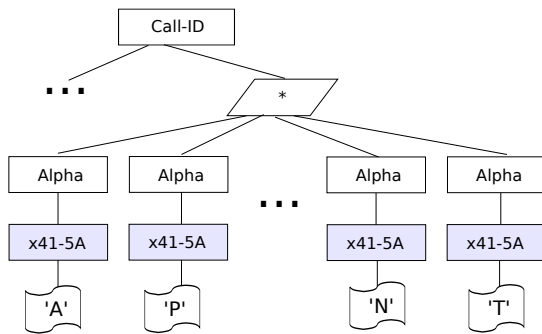 Call-ID
...
*
Alpha Alpha ... Alpha Alpha
x41-5A x41-5A x41-5A x41-5A
'A' 'P' 'N' 'T'